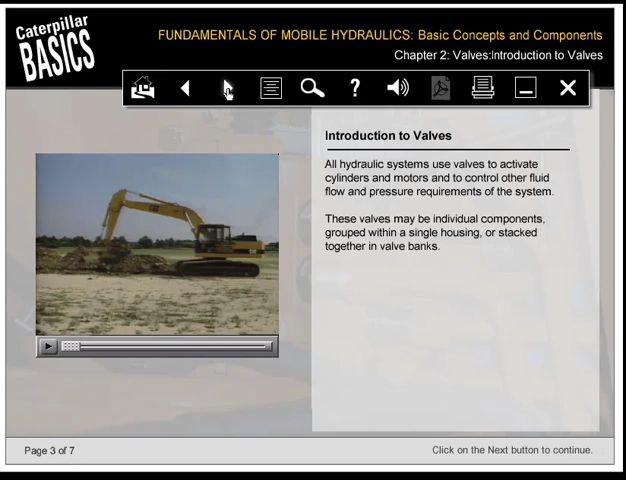 Caterpillar
BASICS
FUNDAMENTALS OF MOBILE HYDRAULICS: Basic Concepts and Components
Chapter 2: Valves:Introduction to Valves
?
Introduction to Valves
All hydraulic systems use valves to activate
cylinders and motors and to control other fluid
flow and pressure requirements of the system.
These valves may be individual components,
grouped within a single housing, or stacked
together in valve banks.
Page 3 of 7
Click on the Next button to continue.